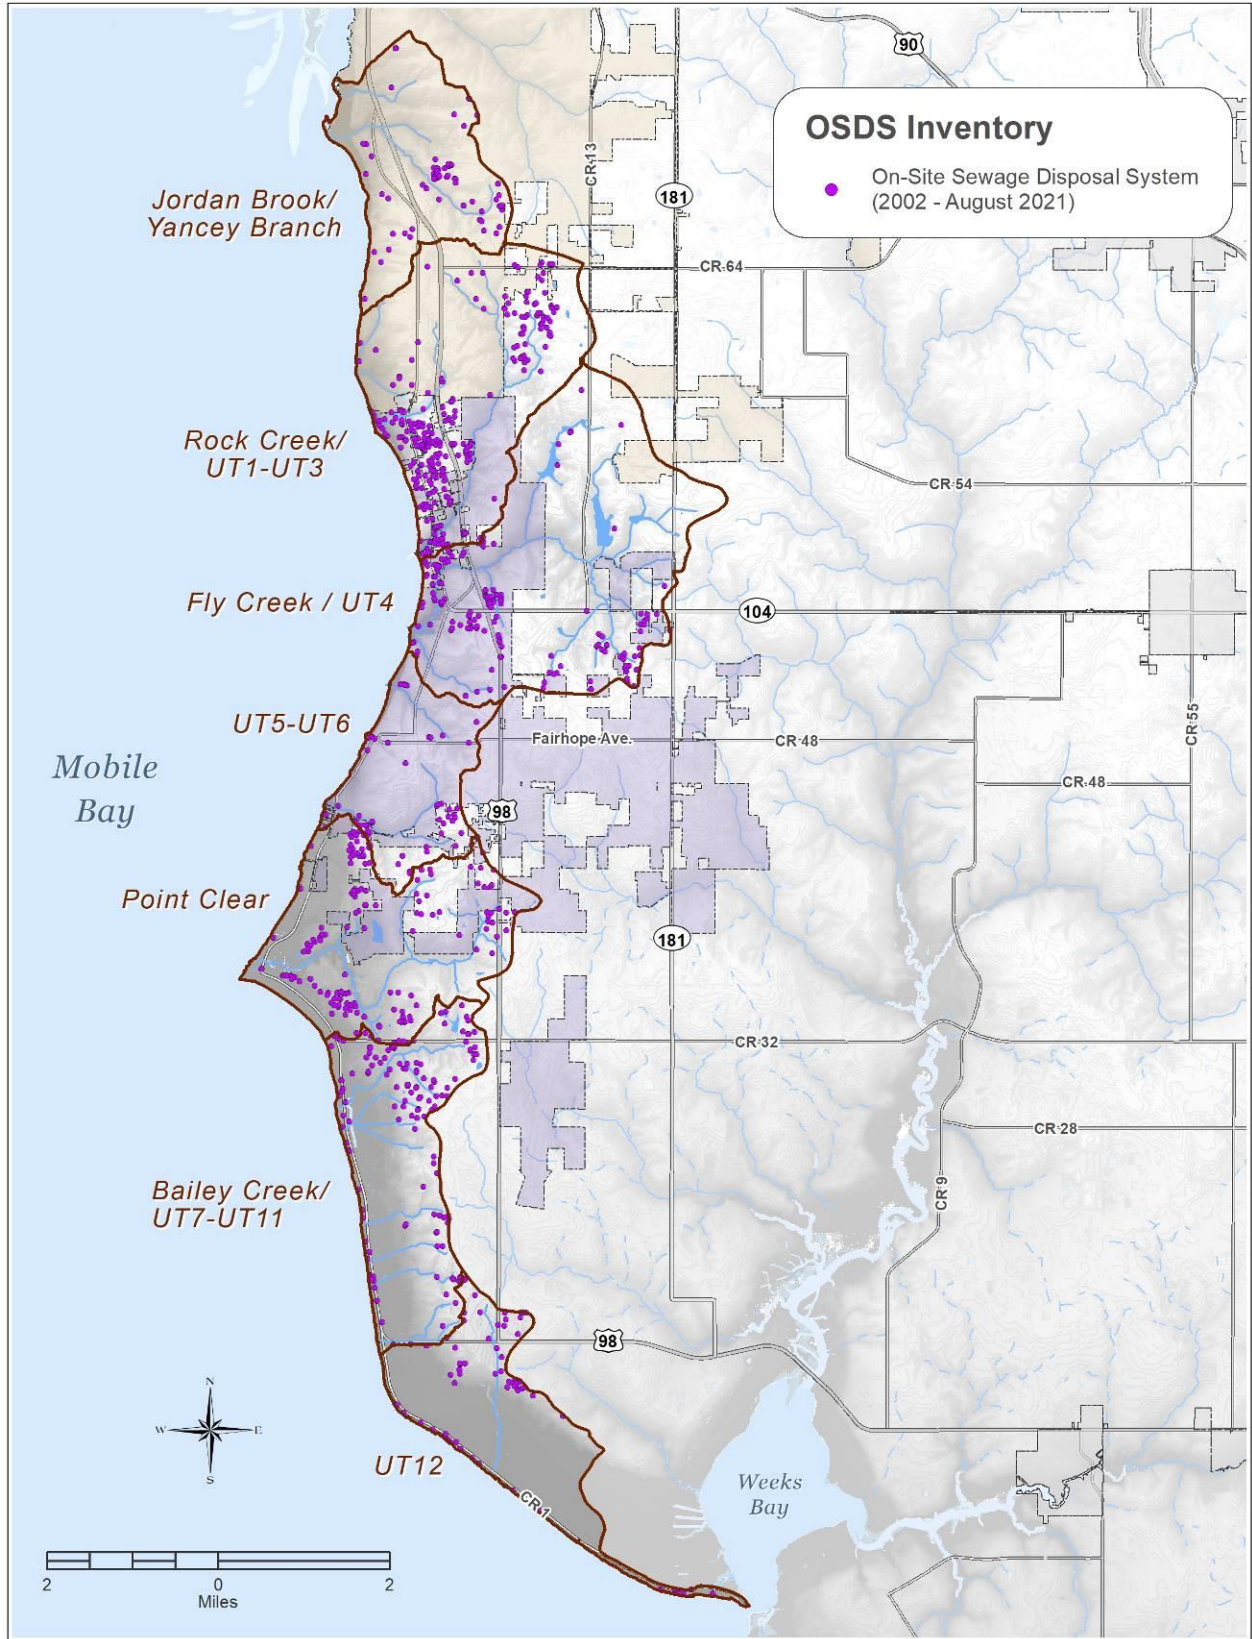 90
OSDS Inventory
On-Site Sewage Disposal System
(2002 - August 2021)
CR 13
181
Jordan Brook/
Yancey Branch
CR 64
Rock Creek/
UT1-UT3
CR 54
Fly Creek / UT4
104
UT5-UT6
CR 55
Fairhope Ave.
CR 48
Mobile
Bay
CR 48
98
Point Clear
181
CR 32
CR 28
Bailey Creek/
UT7-UT11
CR 9
98
N
W
E
S
UT12
Weeks
Bay
CR 1
2
0
2
Miles